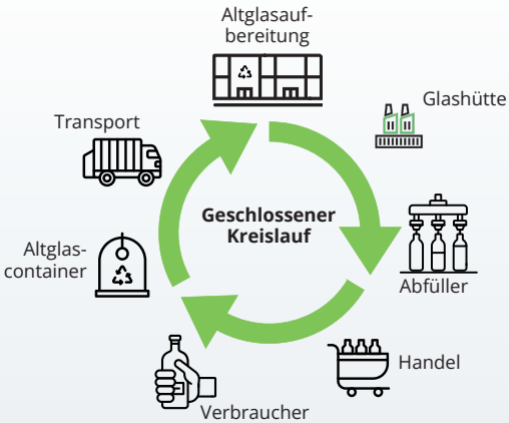 Altglasauf-
bereitung
Glashütte
Transport
Geschlossener
Kreislauf
Altglas-
container
Abfüller
Handel
Verbraucher